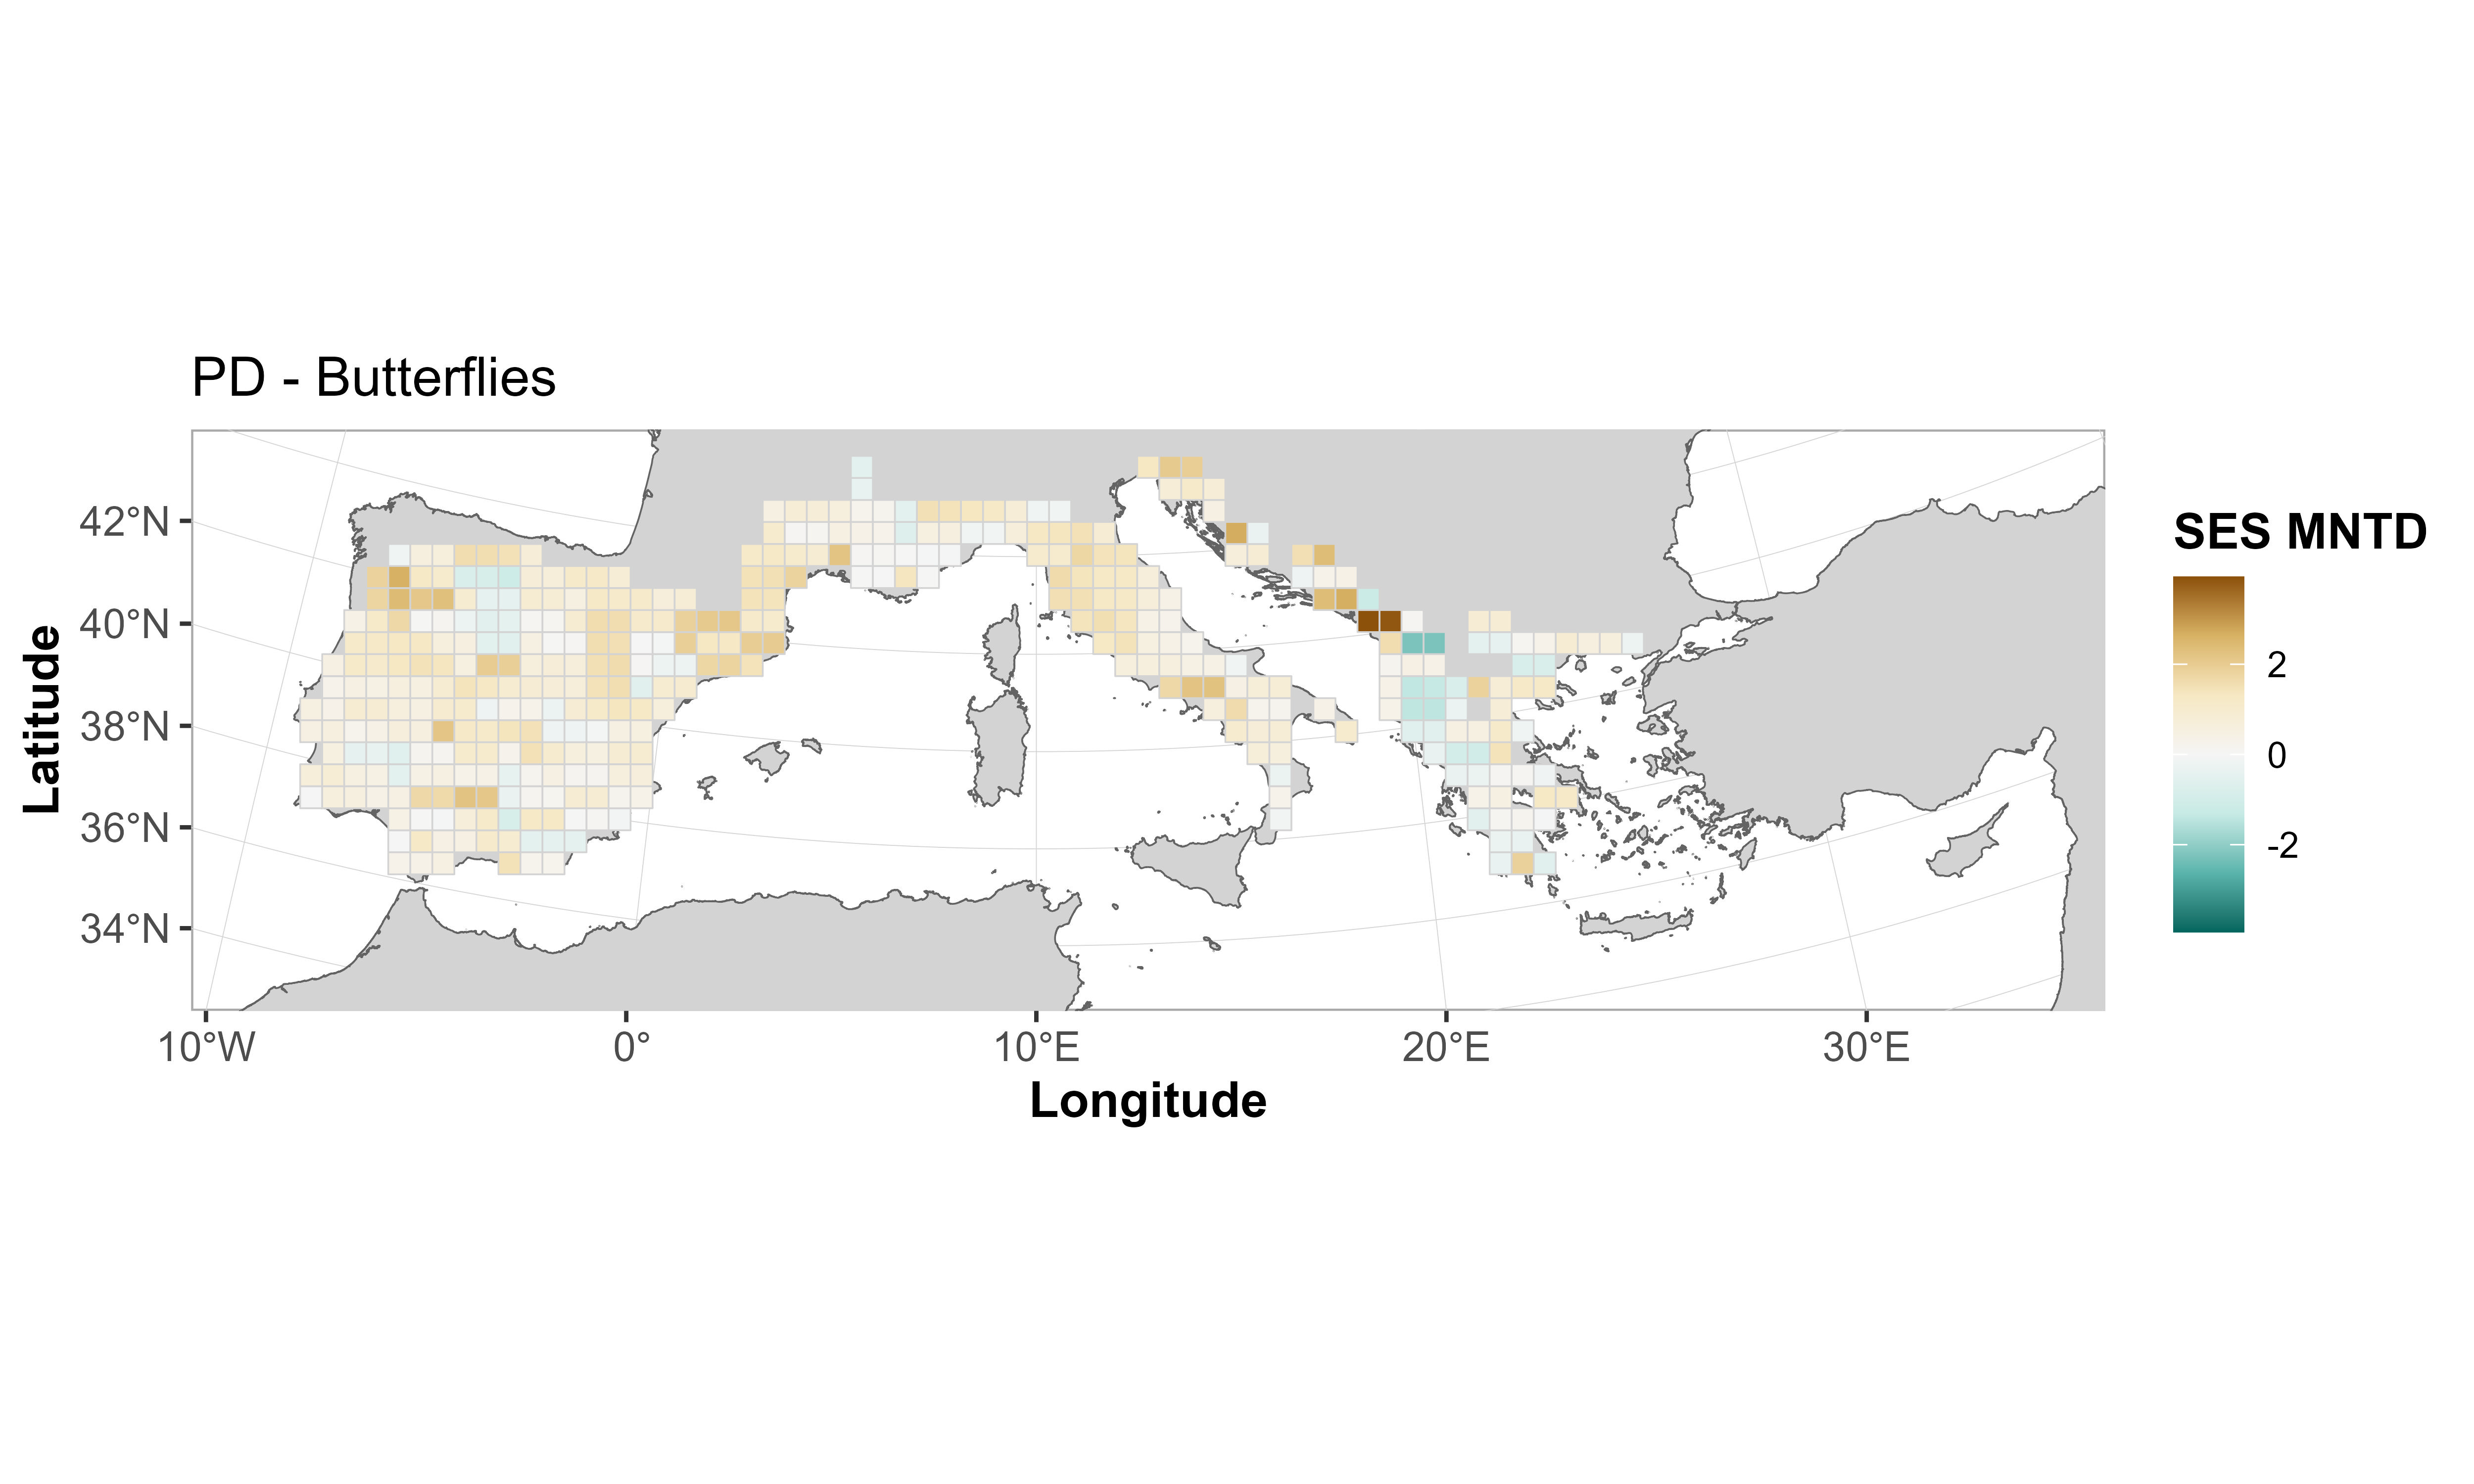 PD - Butterflies
SES MNTD
2
0
-2
42°N
40°N
38°N
36°N
34°N
Latitude
10°W
0°
10°E
20°E
30°E
Longitude